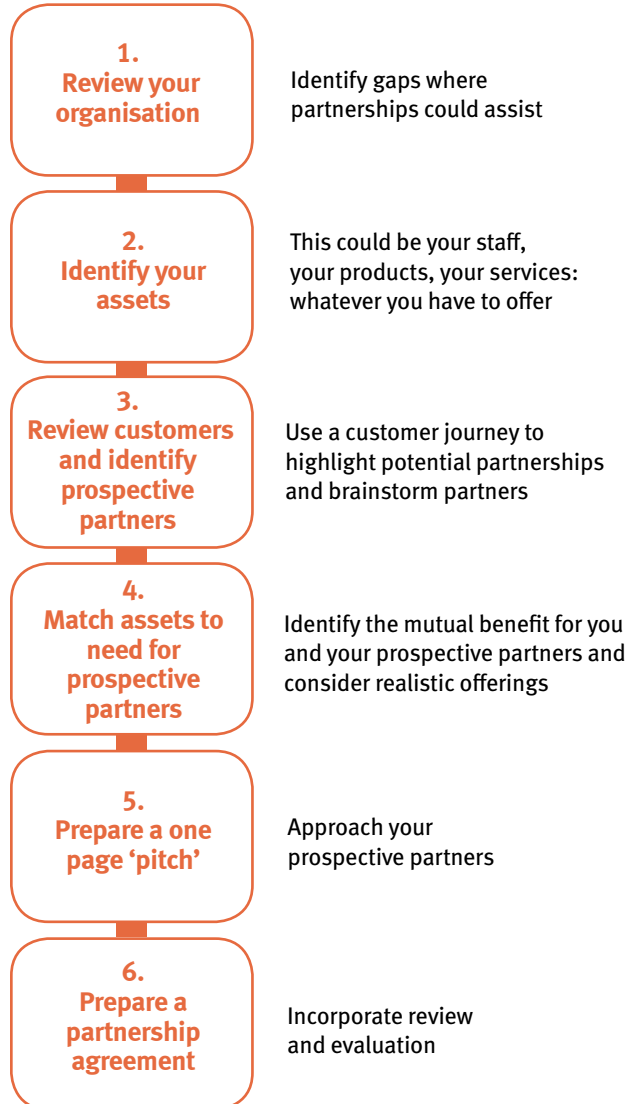 1.
Review your
organisation
Identify gaps where
partnerships could assist
2.
Identify your
assets
This could be your staff,
your products, your services:
whatever you have to offer
3.
Review customers
and identify
prospective
partners
Use a customer journey to
highlight potential partnerships
and brainstorm partners
4.
Match assets to
need for
prospective
partners
Identify the mutual benefit for you
and your prospective partners and
consider realistic offerings
5.
Prepare a one
page ‘pitch’
Approach your
prospective partners
6.
Prepare a
partnership
agreement
Incorporate review
and evaluation